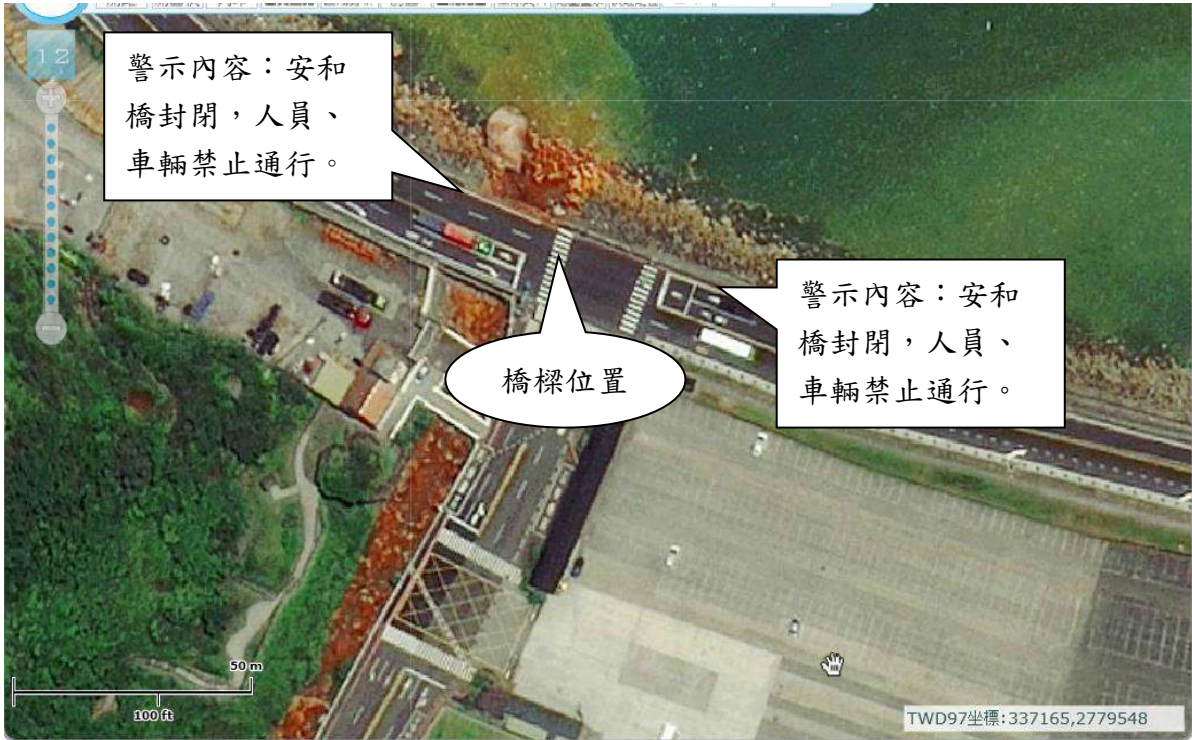 12
警示內容：安和
橋封閉，人員、
車輛禁止通行。
警示內容：安和
橋封閉，人員、
車輛禁止通行。
橋樑位置
50 m
100 ft
TWD97坐標:337165,2779548